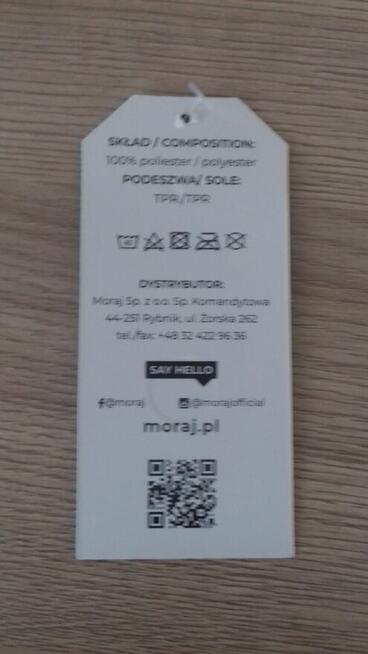 SKŁAD / COMPOSITION:
100% poliester / polyester
PODESZWA/ SOLE:
TPR/TPR
DYSTRYBUTOR:
Moraj Sp. z o.o. Sp. Komandytowa
44-251 Rybnik, ul. Żorska 262
tel./fax: +48 32 422 96 36
SAY HELLO
@moraj @morajofficial
moraj.pl